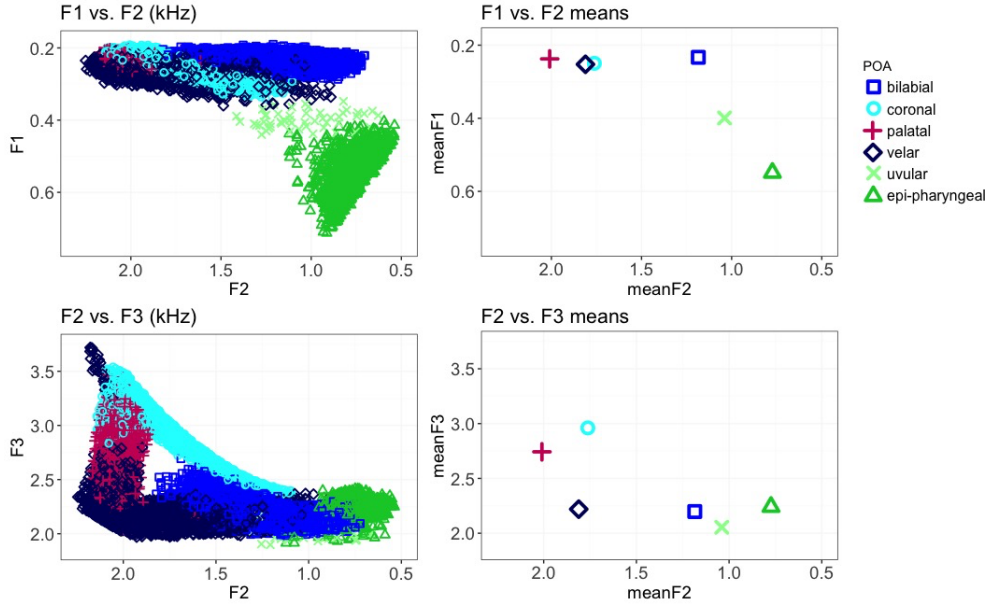 F1 vs. F2 (kHz)
F1
0.2
0.4
0.6
2.0 1.5 1.0 0.5
F2
F1 vs. F2 means
meanF1
0.2
0.4
0.6
2.0 1.5 1.0 0.5
meanF2
POA
bilabial
coronal
palatal
velar
uvular
epi-pharyngeal
F2 vs. F3 (kHz)
F3
3.5
3.0
2.5
2.0
2.0 1.5 1.0 0.5
F2
F2 vs. F3 means
meanF3
3.5
3.0
2.5
2.0
2.0 1.5 1.0 0.5
meanF2